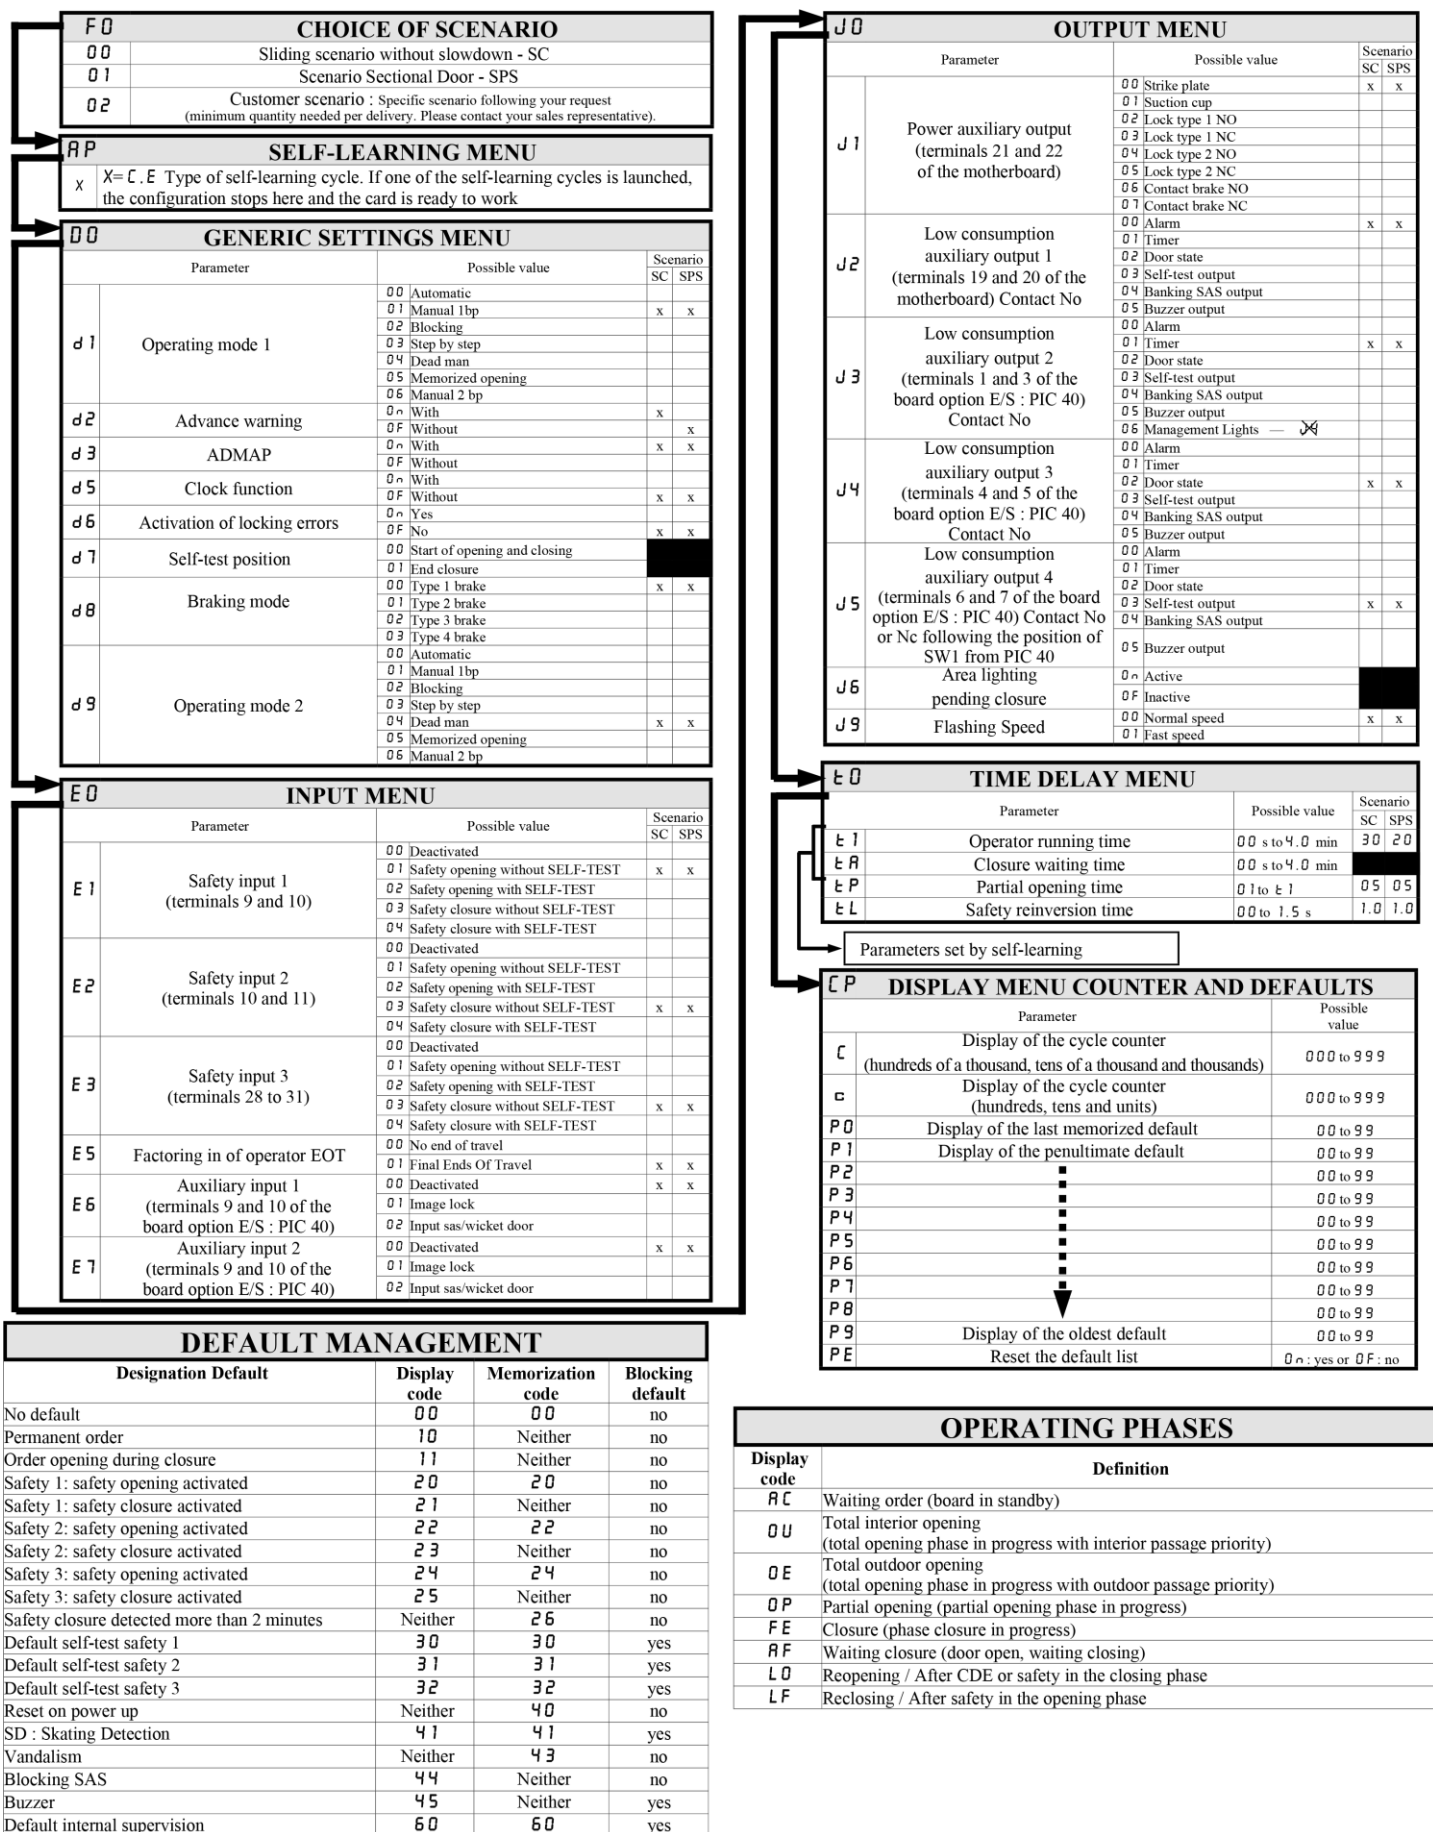 F0 CHOICE OF SCENARIO
00 Sliding scenario without slowdown - SC
01 Scenario Sectional Door - SPS
02 Customer scenario : Specific scenario following your request
(minimum quantity needed per delivery. Please contact your sales representative).
AP SELF-LEARNING MENU
X X= C.E Type of self-learning cycle. If one of the self-learning cycles is launched,
the configuration stops here and the card is ready to work
D0 GENERIC SETTINGS MENU
Parameter Possible value Scenario
SC SPS
d1 Operating mode 1
00 Automatic
01 Manual 1bp x x
02 Blocking
03 Step by step
04 Dead man
05 Memorized opening
06 Manual 2 bp
d2 Advance warning
On With x
OF Without x
d3 ADMAP
On With x x
OF Without
d5 Clock function
On With
OF Without x x
d6 Activation of locking errors
On Yes
OF No x x
d7 Self-test position
00 Start of opening and closing
01 End closure
d8 Braking mode
00 Type 1 brake x x
01 Type 2 brake
02 Type 3 brake
03 Type 4 brake
d9 Operating mode 2
00 Automatic
01 Manual 1bp
02 Blocking
03 Step by step
04 Dead man x x
05 Memorized opening
06 Manual 2 bp
E0 INPUT MENU
Parameter Possible value Scenario
SC SPS
E1 Safety input 1
(terminals 9 and 10)
00 Deactivated
01 Safety opening without SELF-TEST x x
02 Safety opening with SELF-TEST
03 Safety closure without SELF-TEST
04 Safety closure with SELF-TEST
E2 Safety input 2
(terminals 10 and 11)
00 Deactivated
01 Safety opening without SELF-TEST
02 Safety opening with SELF-TEST
03 Safety closure without SELF-TEST x x
04 Safety closure with SELF-TEST
E3 Safety input 3
(terminals 28 to 31)
00 Deactivated
01 Safety opening without SELF-TEST
02 Safety opening with SELF-TEST
03 Safety closure without SELF-TEST x x
04 Safety closure with SELF-TEST
E5 Factoring in of operator EOT
00 No end of travel
01 Final Ends Of Travel x x
E6 Auxiliary input 1
(terminals 9 and 10 of the
board option E/S : PIC 40)
00 Deactivated x x
01 Image lock
02 Input sas/wicket door
E7 Auxiliary input 2
(terminals 9 and 10 of the
board option E/S : PIC 40)
00 Deactivated x x
01 Image lock
02 Input sas/wicket door
J0 OUTPUT MENU
Parameter Possible value Scenario
SC SPS
J1 Power auxiliary output
(terminals 21 and 22
of the motherboard)
00 Strike plate x x
01 Suction cup
02 Lock type 1 NO
03 Lock type 1 NC
04 Lock type 2 NO
05 Lock type 2 NC
06 Contact brake NO
07 Contact brake NC
J2 Low consumption
auxiliary output 1
(terminals 19 and 20 of the
motherboard) Contact No
00 Alarm x x
01 Timer
02 Door state
03 Self-test output
04 Banking SAS output
05 Buzzer output
J3 Low consumption
auxiliary output 2
(terminals 1 and 3 of the
board option E/S : PIC 40)
Contact No
00 Alarm
01 Timer x x
02 Door state
03 Self-test output
04 Banking SAS output
05 Buzzer output
06 Management Lights —
J4 Low consumption
auxiliary output 3
(terminals 4 and 5 of the
board option E/S : PIC 40)
Contact No
00 Alarm
01 Timer
02 Door state x x
03 Self-test output
04 Banking SAS output
05 Buzzer output
J5 Low consumption
auxiliary output 4
(terminals 6 and 7 of the board
option E/S : PIC 40) Contact No
or Nc following the position of
SW1 from PIC 40
00 Alarm
01 Timer
02 Door state
03 Self-test output x x
04 Banking SAS output
05 Buzzer output
J6 Area lighting
pending closure
On Active
OF Inactive
J9 Flashing Speed
00 Normal speed x x
01 Fast speed
t0 TIME DELAY MENU
Parameter Possible value Scenario
SC SPS
t1 Operator running time 00 s to 4.0 min 30 20
tA Closure waiting time 00 s to 4.0 min
tP Partial opening time 01 to t1 05 05
tL Safety reinversion time 00 to 1.5 s 1.0 1.0
Parameters set by self-learning
CP DISPLAY MENU COUNTER AND DEFAULTS
Parameter Possible
value
C Display of the cycle counter
(hundreds of a thousand, tens of a thousand and thousands) 000 to 999
c Display of the cycle counter
(hundreds, tens and units) 000 to 999
P0 Display of the last memorized default 00 to 99
P1 Display of the penultimate default 00 to 99
P2 00 to 99
P3 00 to 99
P4 00 to 99
P5 00 to 99
P6 00 to 99
P7 00 to 99
P8 00 to 99
P9 Display of the oldest default 00 to 99
PE Reset the default list On : yes or OF : no
DEFAULT MANAGEMENT
Designation Default Display
code Memorization
code Blocking
default
No default 00 00 no
Permanent order 10 Neither no
Order opening during closure 11 Neither no
Safety 1: safety opening activated 20 20 no
Safety 1: safety closure activated 21 Neither no
Safety 2: safety opening activated 22 22 no
Safety 2: safety closure activated 23 Neither no
Safety 3: safety opening activated 24 24 no
Safety 3: safety closure activated 25 Neither no
Safety closure detected more than 2 minutes Neither 26 no
Default self-test safety 1 30 30 yes
Default self-test safety 2 31 31 yes
Default self-test safety 3 32 32 yes
Reset on power up Neither 40 no
SD : Skating Detection 41 41 yes
Vandalism Neither 43 no
Blocking SAS 44 Neither no
Buzzer 45 Neither yes
Default internal supervision 60 60 yes
OPERATING PHASES
Display
code Definition
AC Waiting order (board in standby)
OU Total interior opening
(total opening phase in progress with interior passage priority)
OE Total outdoor opening
(total opening phase in progress with outdoor passage priority)
OP Partial opening (partial opening phase in progress)
FE Closure (phase closure in progress)
AF Waiting closure (door open, waiting closing)
LO Reopening / After CDE or safety in the closing phase
LF Reclosing / After safety in the opening phase